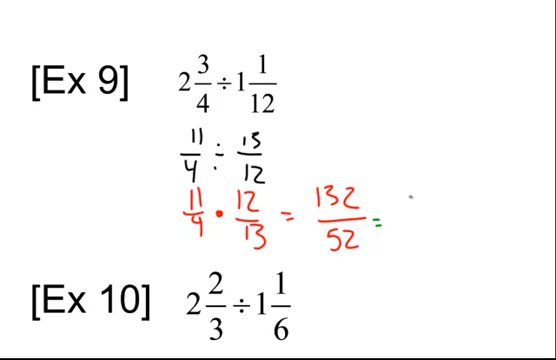 [Ex 9] 2 3/4 ÷ 1 1/12
11/4 ÷ 13/12
11/4 • 12/13 = 132/52 =
[Ex 10] 2 2/3 ÷ 1 1/6